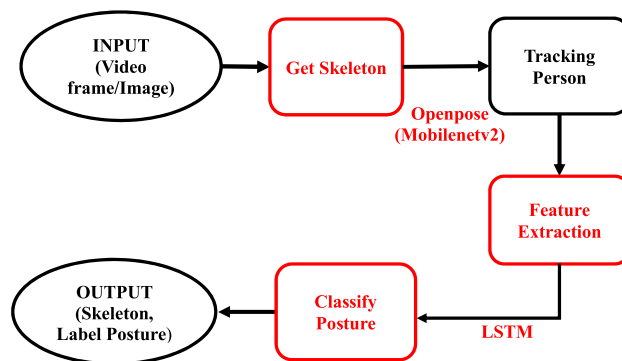 INPUT
(Video
frame/Image)
Get Skeleton
Openpose
(Mobilenetv2)
Tracking
Person
Feature
Extraction
LSTM
Classify
Posture
OUTPUT
(Skeleton,
Label Posture)